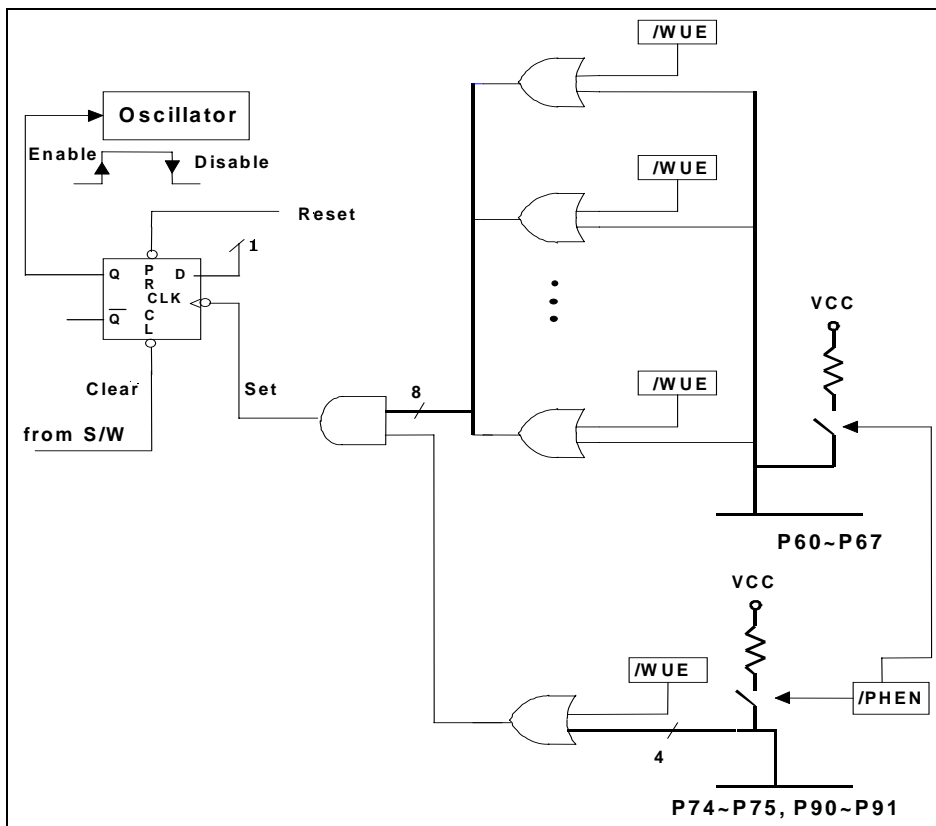 /WUE
Oscillator
Enable
Disable
/WUE
Reset
1
Q
PR
D
CLK
Q
CL
VCC
Clear
Set
8
/WUE
from S/W
P60~P67
VCC
/WUE
/PHEN
4
P74~P75, P90~P91